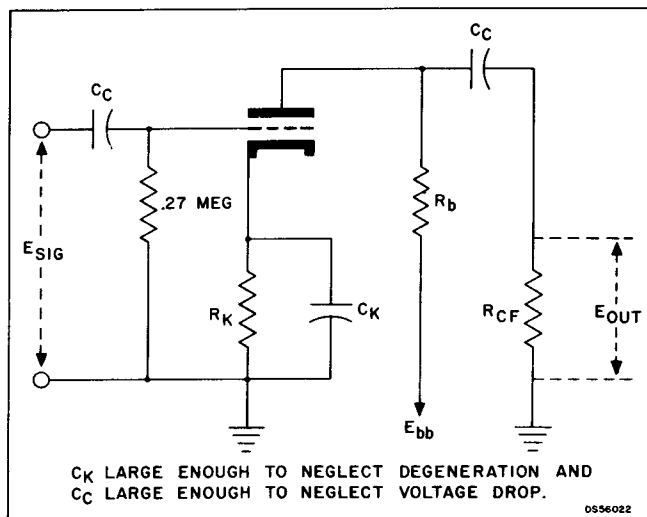 CC
CC
.27 MEG
Rb
ESIG
RK
CK
RCF
EOUT
Ebb
CK LARGE ENOUGH TO NEGLECT DEGENERATION AND
CC LARGE ENOUGH TO NEGLECT VOLTAGE DROP.
DS56022